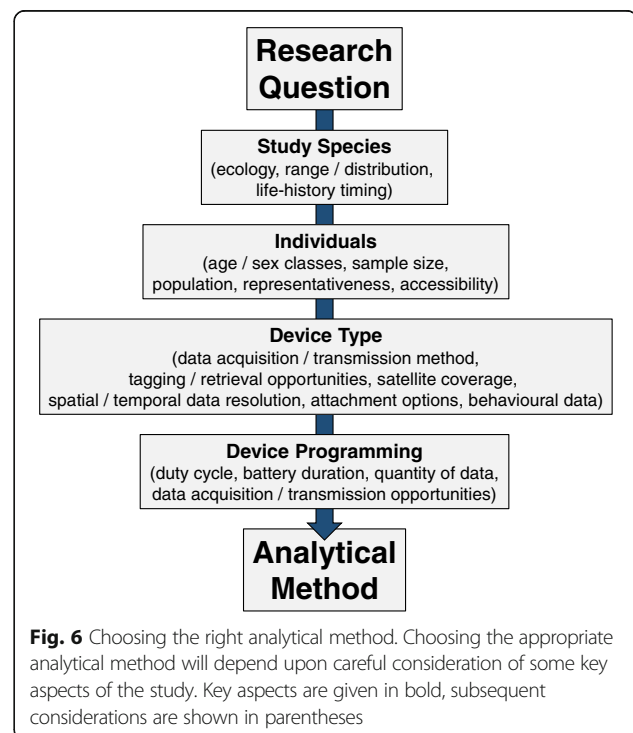 Research
Question
Study Species
(ecology, range / distribution,
life-history timing)
Individuals
(age / sex classes, sample size,
population, representativeness, accessibility)
Device Type
(data acquisition / transmission method,
tagging / retrieval opportunities, satellite coverage,
spatial / temporal data resolution, attachment options, behavioural data)
Device Programming
(duty cycle, battery duration, quantity of data,
data acquisition / transmission opportunities)
Analytical
Method
Fig. 6 Choosing the right analytical method. Choosing the appropriate
analytical method will depend upon careful consideration of some key
aspects of the study. Key aspects are given in bold, subsequent
considerations are shown in parentheses